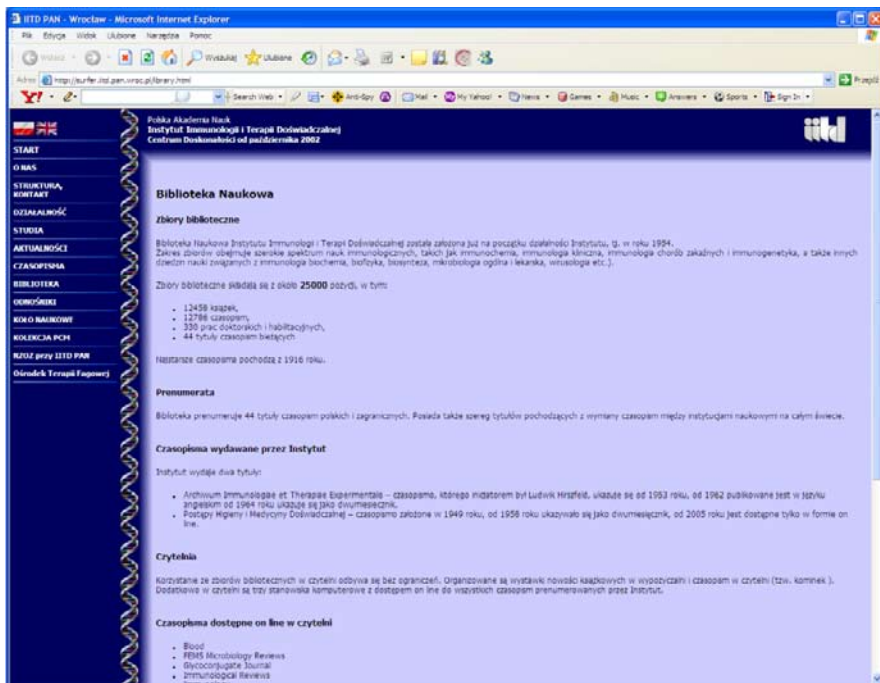 IITD PAN - Wrocław - Microsoft Internet Explorer
Plik Edycja Widok Ulubione Narzędzia Pomoc
Wstecz Wyszukaj Ulubione
Adres http://surfer.iitd.pan.wroc.pl/library.html Przejdź
Y! Search Web Anti-Spy Mail My Yahoo! News Games Music Answers Sports Sign In
Polska Akademia Nauk
Instytut Immunologii i Terapii Doświadczalnej
Centrum Doskonałości od października 2002
iitd
START
O NAS
STRUKTURA,
KONTAKT
DZIAŁALNOŚĆ
STUDIA
AKTUALNOŚCI
CZASOPISMA
BIBLIOTEKA
ODNOŚNIKI
KOŁO NAUKOWE
KOLEKCJA PCM
NZOZ przy IITD PAN
Ośrodek Terapii Fagowej
Biblioteka Naukowa
Zbiory biblioteczne
Biblioteka Naukowa Instytutu Immunologii i Terapii Doświadczalnej została założona już na początku działalności Instytutu, tj. w roku 1954.
Zakres zbiorów obejmuje szerokie spektrum nauk immunologicznych, takich jak immunochemia, immunologia kliniczna, immunologia chorób zakaźnych i immunogenetyka, a także innych
dziedzin nauki związanych z immunologią biochemia, biofizyka, biosynteza, mikrobiologia ogólna i lekarska, wirusologia etc.).
Zbiory biblioteczne składają się z około 25000 pozycji, w tym:
12458 książek,
12786 czasopism,
330 prac doktorskich i habilitacyjnych,
44 tytuły czasopism bieżących
Najstarsze czasopisma pochodzą z 1916 roku.
Prenumerata
Biblioteka prenumeruje 44 tytuły czasopism polskich i zagranicznych. Posiada także szereg tytułów pochodzących z wymiany czasopism między instytucjami naukowymi na całym świecie.
Czasopisma wydawane przez Instytut
Instytut wydaje dwa tytuły:
Archivum Immunologiae et Therapiae Experimentalis – czasopismo, którego inicjatorem był Ludwik Hirszfeld, ukazuje się od 1953 roku, od 1962 publikowane jest w języku
angielskim od 1964 roku ukazuje się jako dwumiesięcznik.
Postępy Higieny i Medycyny Doświadczalnej – czasopismo założone w 1949 roku, od 1958 roku ukazywało się jako dwumiesięcznik, od 2005 roku jest dostępne tylko w formie on
line.
Czytelnia
Korzystanie ze zbiorów bibliotecznych w czytelni odbywa się bez ograniczeń. Organizowane są wystawki nowości książkowych w wypożyczalni i czasopism w czytelni (tzw. kominek ).
Dodatkowo w czytelni są trzy stanowiska komputerowe z dostępem on line do wszystkich czasopism prenumerowanych przez Instytut.
Czasopisma dostępne on line w czytelni
Blood
FEMS Microbiology Reviews
Glycoconjugate Journal
Immunological Reviews